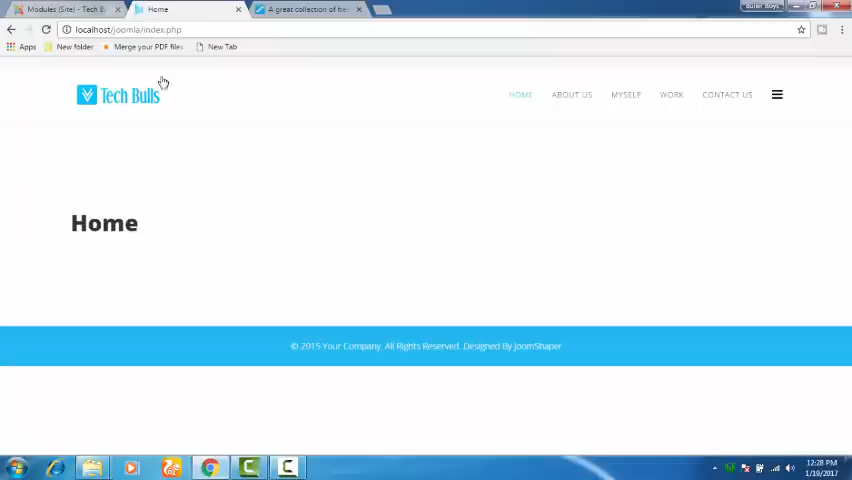 Modules (Site) - Tech B
Home
A great collection of fre
Buller Boys
localhost/joomla/index.php
Apps
New folder
Merge your PDF files
New Tab
Tech Bulls
HOME
ABOUT US
MYSELF
WORK
CONTACT US
Home
© 2015 Your Company. All Rights Reserved. Designed By JoomShaper
12:28 PM
1/19/2017